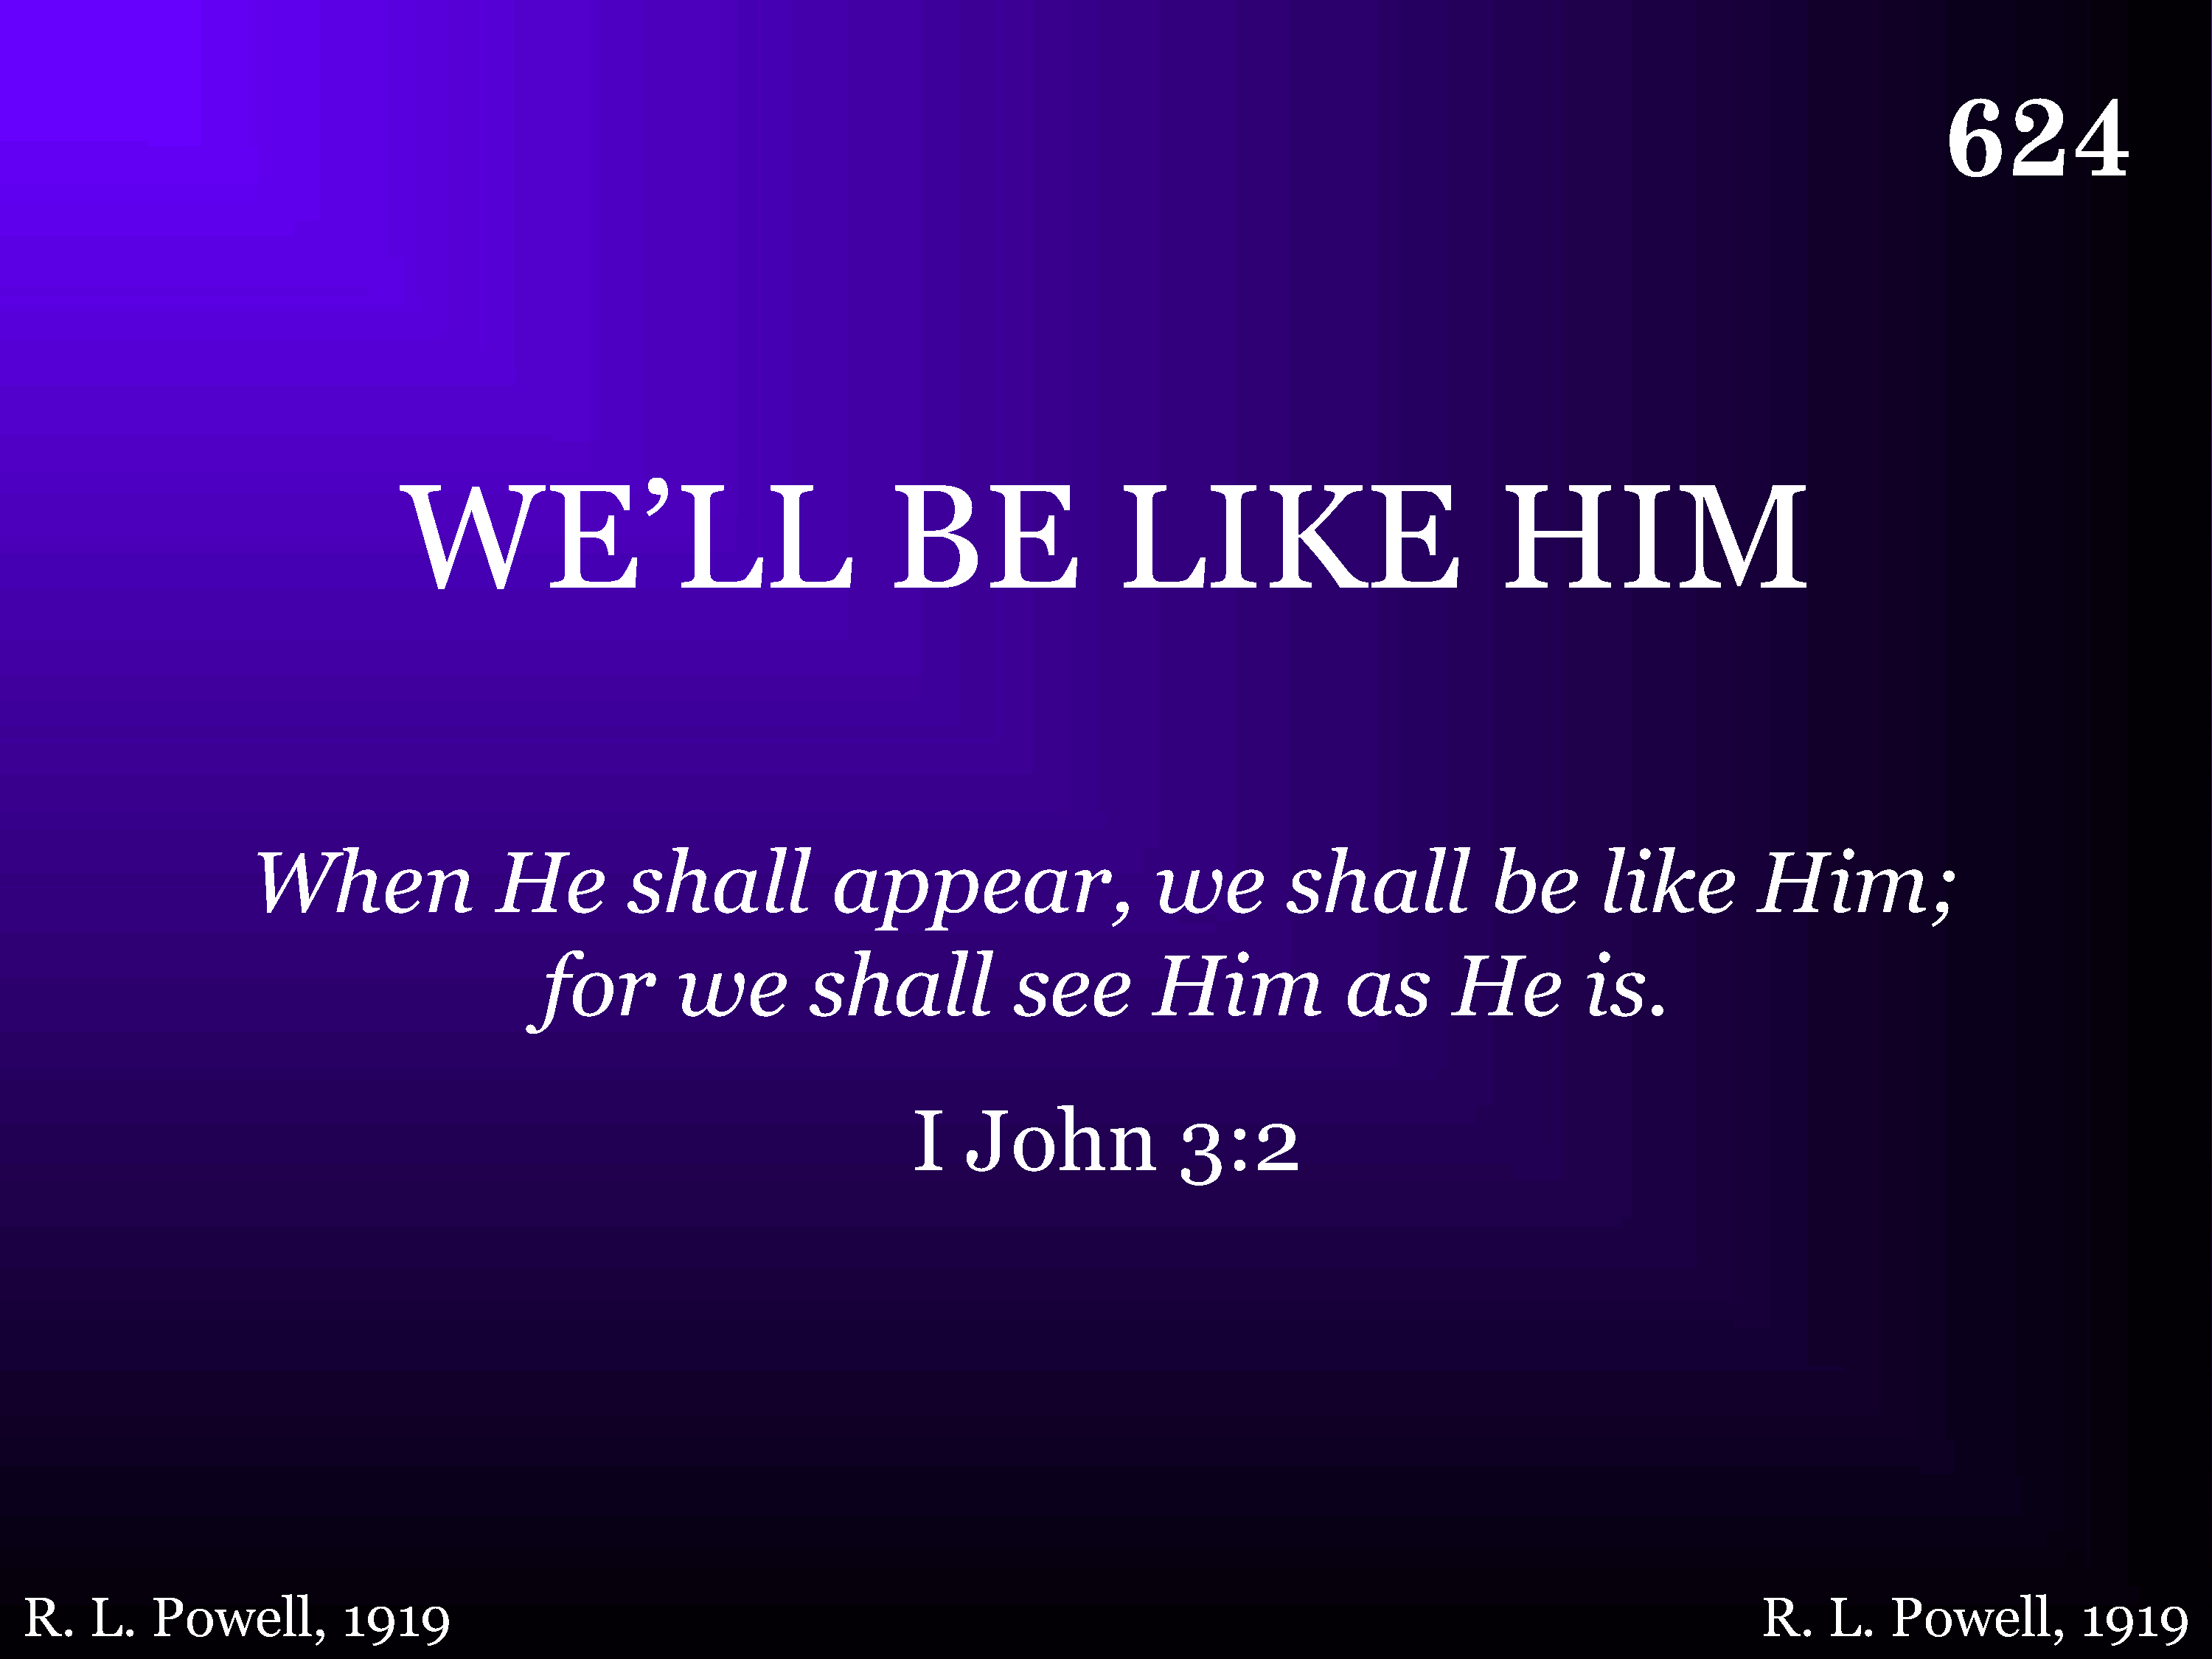 624
WE’LL BE LIKE HIM
When He shall appear, we shall be like Him;
for we shall see Him as He is.
I John 3:2
R. L. Powell, 1919
R. L. Powell, 1919